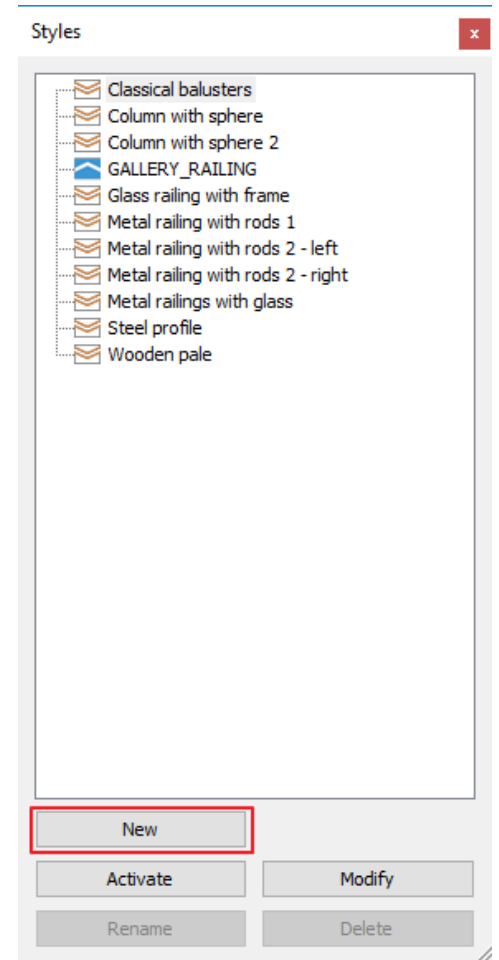 Styles
x
Classical balusters
Column with sphere
Column with sphere 2
GALLERY_RAILING
Glass railing with frame
Metal railing with rods 1
Metal railing with rods 2 - left
Metal railing with rods 2 - right
Metal railings with glass
Steel profile
Wooden pale
New
Activate Modify
Rename Delete